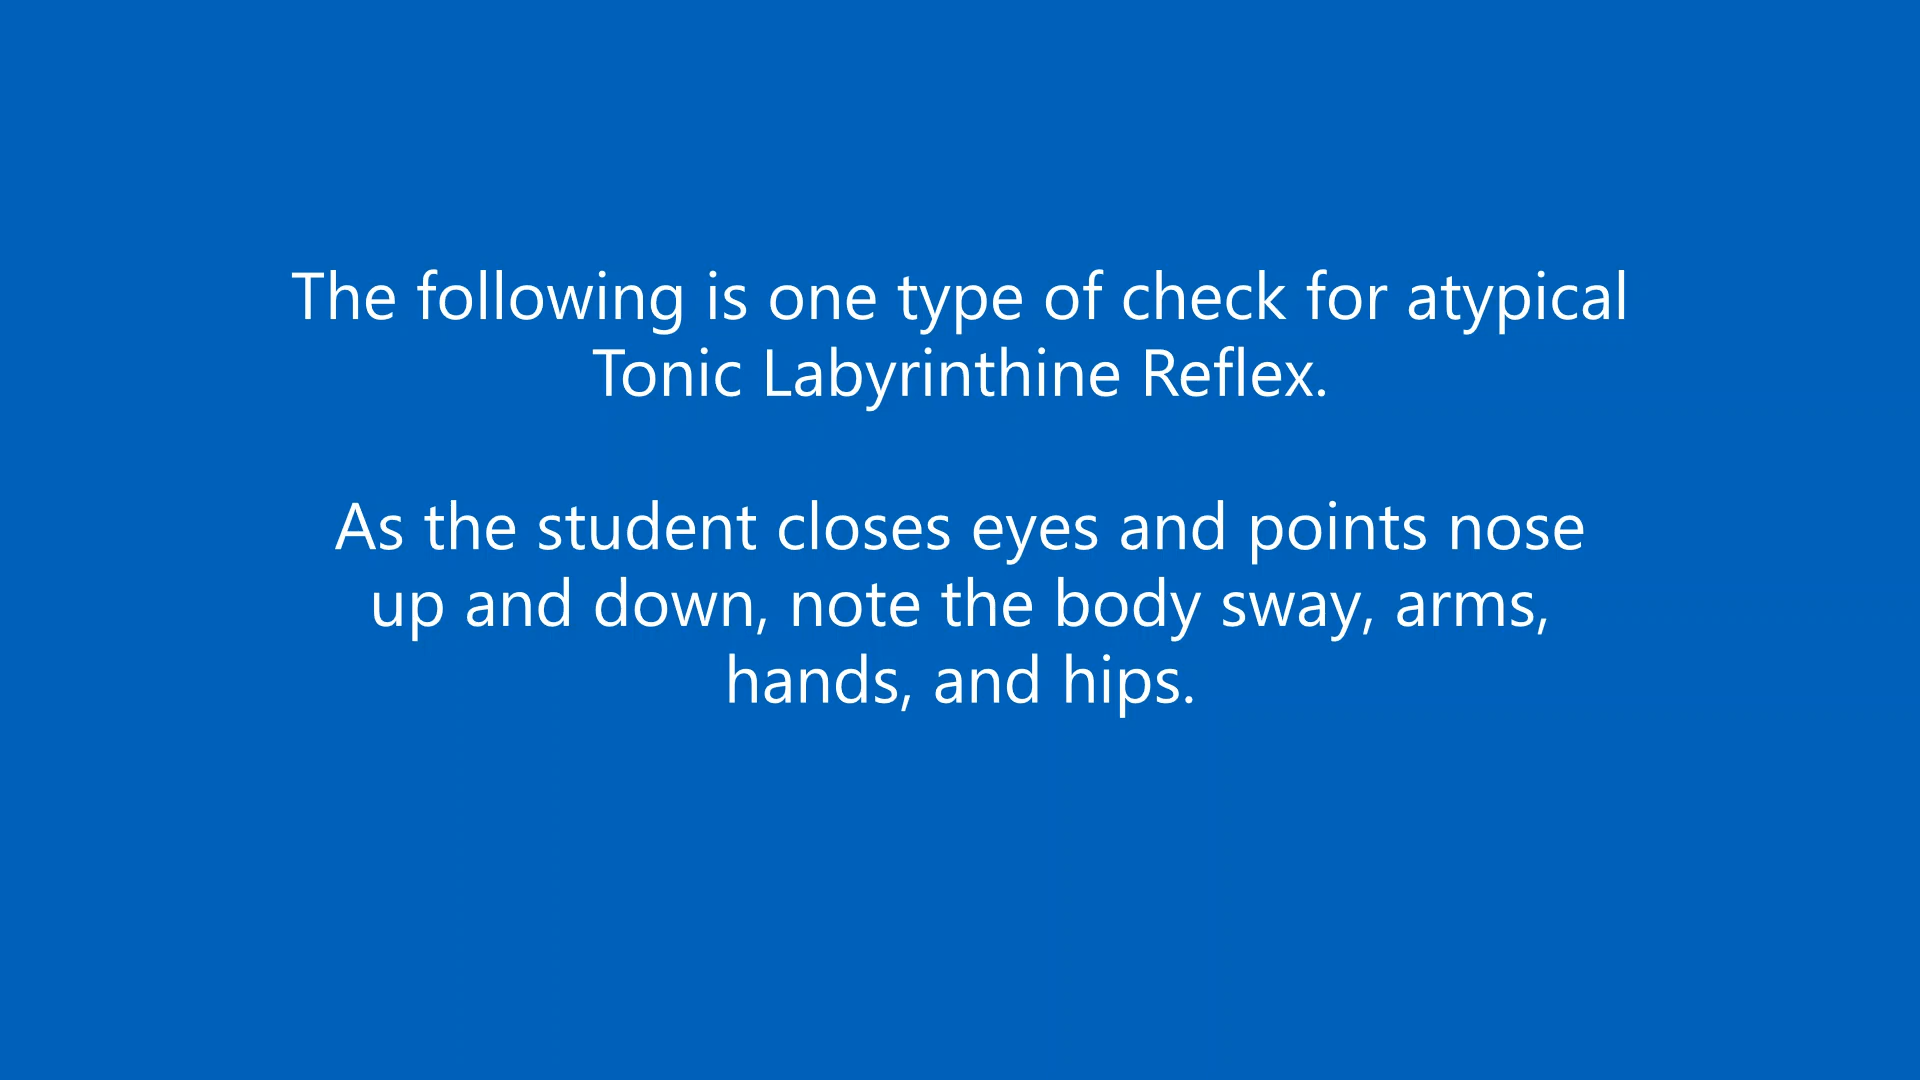 The following is one type of check for atypical
Tonic Labyrinthine Reflex.
As the student closes eyes and points nose
up and down, note the body sway, arms,
hands, and hips.